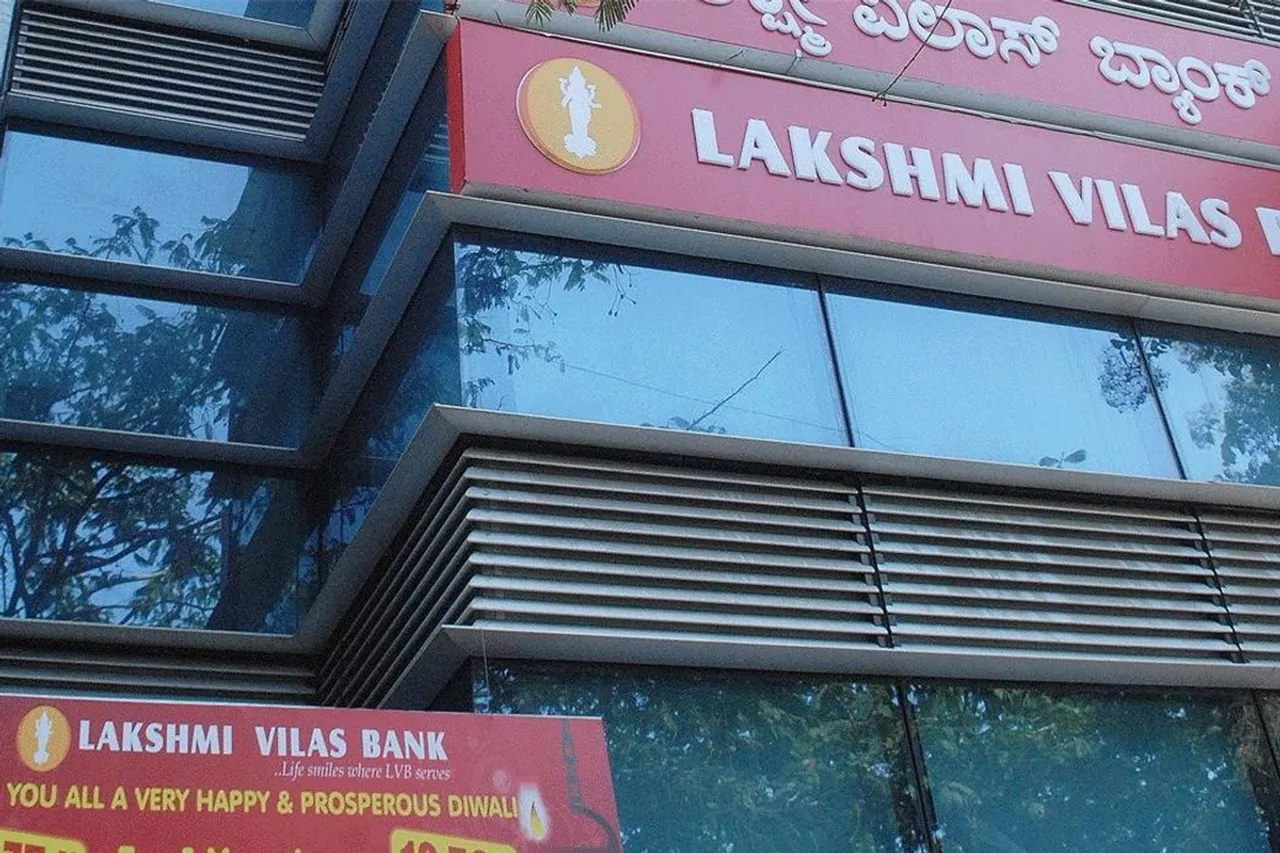 ವಿಲಾಸ್ ಬ್ಯಾಂಕ್
LAKSHMI VILAS
LAKSHMI VILAS BANK
..Life smiles where LVB serves
YOU ALL A VERY HAPPY & PROSPEROUS DIWALI